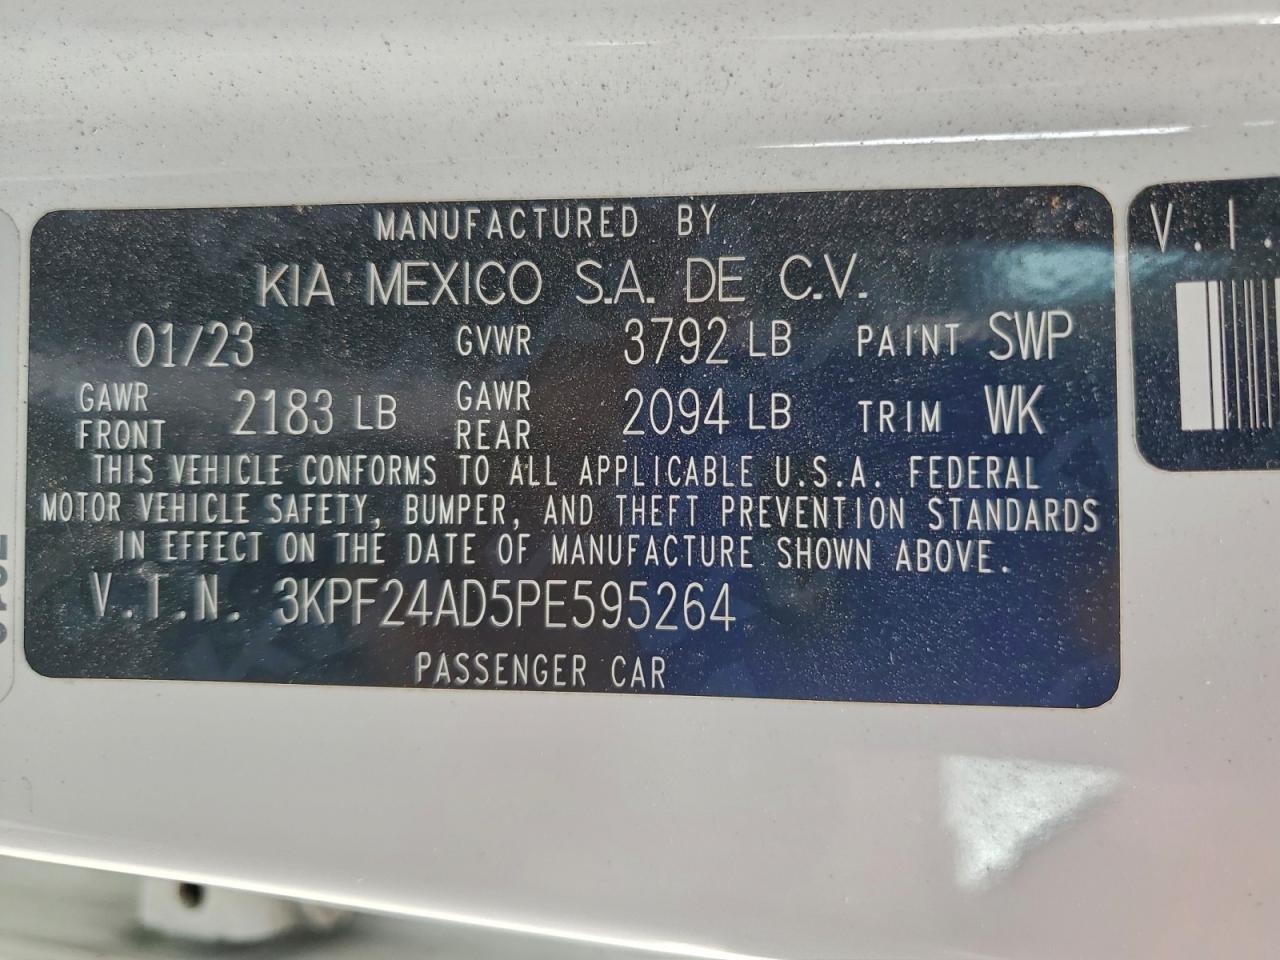 MANUFACTURED BY
KIA MEXICO S.A. DE C.V.
01/23 GVWR 3792 LB PAINT SWP
GAWR FRONT 2183 LB GAWR REAR 2094 LB TRIM WK
THIS VEHICLE CONFORMS TO ALL APPLICABLE U.S.A. FEDERAL
MOTOR VEHICLE SAFETY, BUMPER, AND THEFT PREVENTION STANDARDS
IN EFFECT ON THE DATE OF MANUFACTURE SHOWN ABOVE.
V.I.N. 3KPF24AD5PE595264
PASSENGER CAR
V.I.